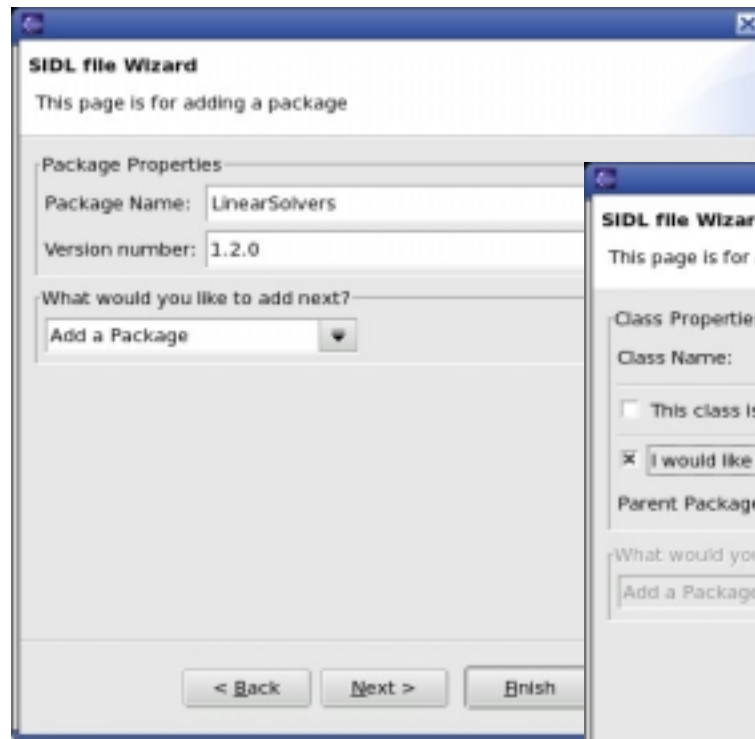 SIDL file Wizard
This page is for adding a package
Package Properties
Package Name: LinearSolvers
Version number: 1.2.0
What would you like to add next?
Add a Package
< Back Next > Finish
SIDL file Wizar
This page is for
Class Propertie
Class Name:
This class is
I would like
Parent Package
What would you
Add a Package